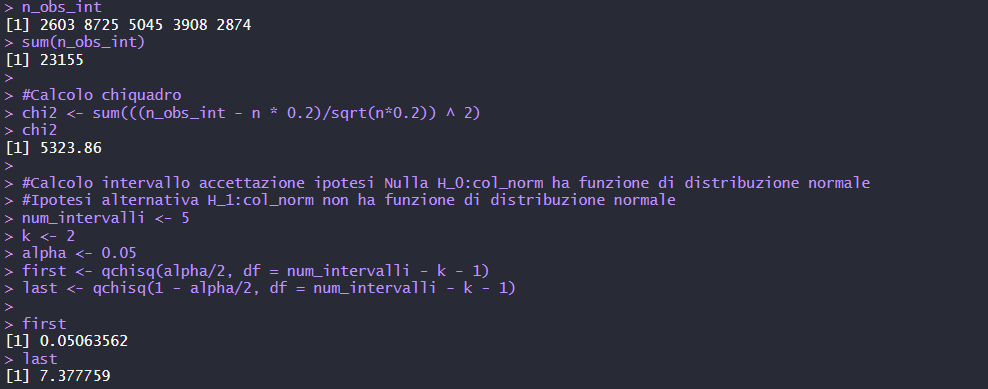 > n_obs_int
[1] 2603 8725 5045 3908 2874
> sum(n_obs_int)
[1] 23155
>
> #Calcolo chiquadro
> chi2 <- sum(((n_obs_int - n * 0.2)/sqrt(n*0.2)) ^ 2)
> chi2
[1] 5323.86
>
> #Calcolo intervallo accettazione ipotesi Nulla H_0:col_norm ha funzione di distribuzione normale
> #Ipotesi alternativa H_1:col_norm non ha funzione di distribuzione normale
> num_intervalli <- 5
> k <- 2
> alpha <- 0.05
> first <- qchisq(alpha/2, df = num_intervalli - k - 1)
> last <- qchisq(1 - alpha/2, df = num_intervalli - k - 1)
>
> first
[1] 0.05063562
> last
[1] 7.377759